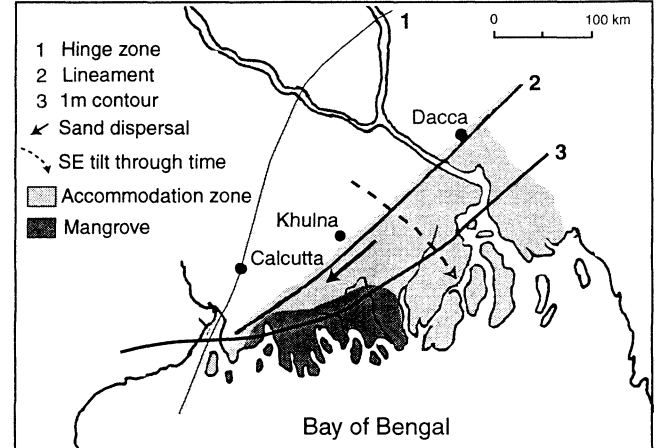 1
0 100 km
1 Hinge zone
2 Lineament
3 1m contour
Sand dispersal
SE tilt through time
Accommodation zone
Mangrove
2
Dacca
3
Khulna
Calcutta
Bay of Bengal